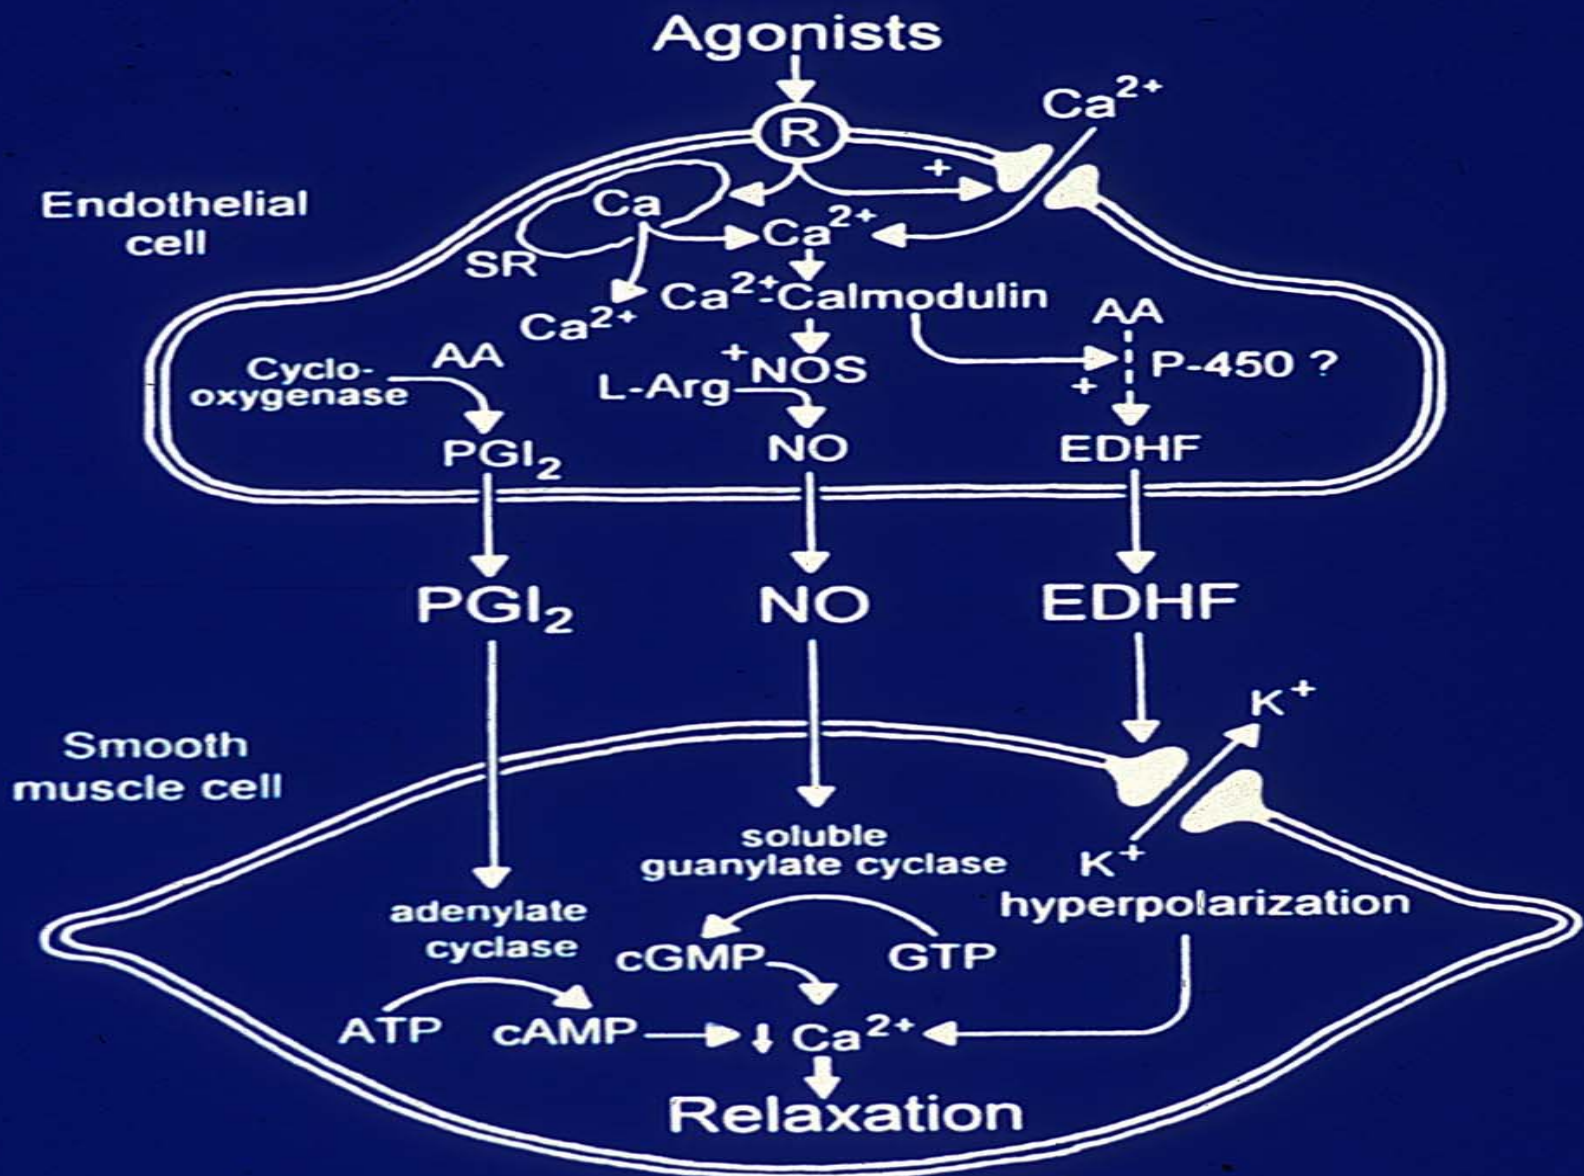 Agonists
R
Ca²⁺
+
Endothelial
cell
Ca
Ca²⁺
SR
Ca²⁺
Ca²⁺-Calmodulin
AA
Cyclo-
oxygenase
AA
+
NOS
L-Arg
P-450 ?
+
PGI₂
NO
EDHF
PGI₂
NO
EDHF
K⁺
Smooth
muscle cell
soluble
guanylate cyclase
K⁺
hyperpolarization
adenylate
cyclase
cGMP
GTP
ATP
cAMP
↓ Ca²⁺
Relaxation